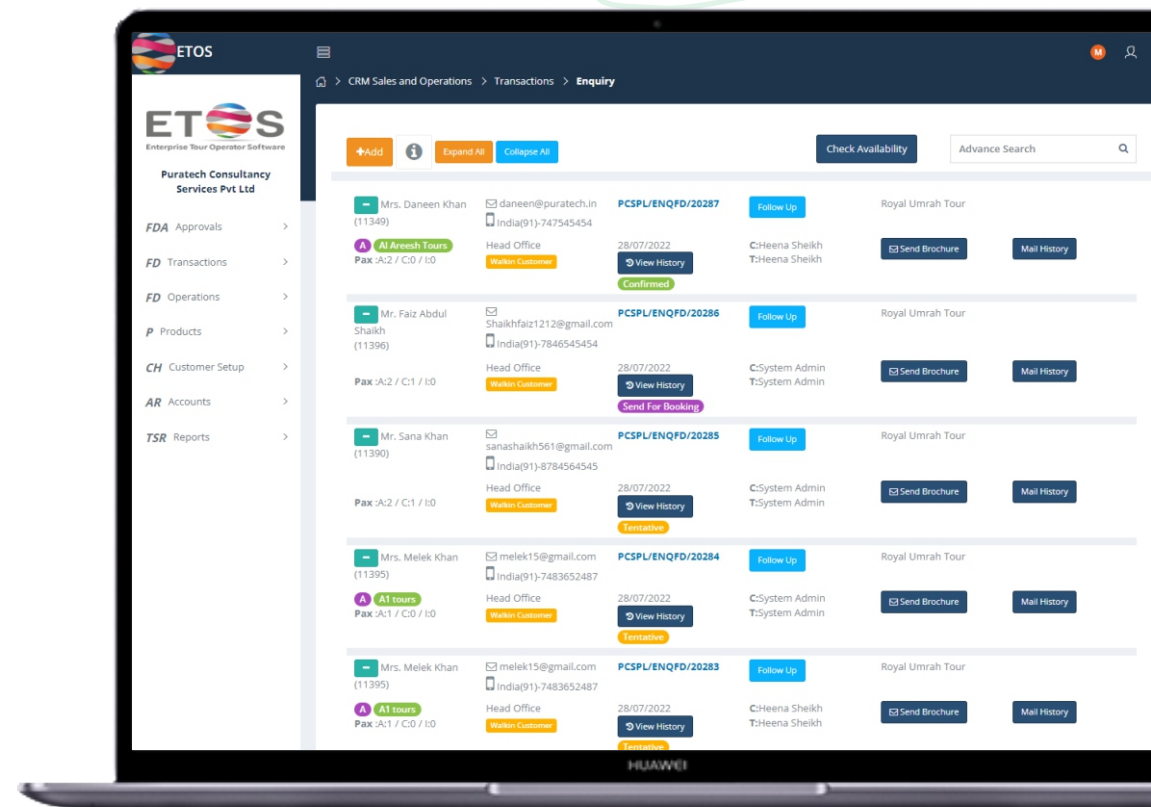 ETOS
M
CRM Sales and Operations > Transactions > Enquiry
ETOS
Enterprise Tour Operator Software
Puratech Consultancy
Services Pvt Ltd
FDA Approvals >
FD Transactions >
FD Operations >
P Products >
CH Customer Setup >
AR Accounts >
TSR Reports >
+Add Expand All Collapse All Check Availability Advance Search
Mrs. Daneen Khan daneen@puratech.in PCSPL/ENQFD/20287 Follow Up Royal Umrah Tour
(11349) India(91)-747545454
A Al Areesh Tours Head Office 28/07/2022 C:Heena Sheikh Send Brochure Mail History
Pax :A:2 / C:0 / I:0 Walkin Customer View History T:Heena Sheikh
Confirmed
Mr. Faiz Abdul PCSPL/ENQFD/20286 Follow Up Royal Umrah Tour
Shaikh Shaikhfaiz1212@gmail.com
(11396) India(91)-7846545454
Head Office 28/07/2022 C:System Admin Send Brochure Mail History
Pax :A:2 / C:1 / I:0 Walkin Customer View History T:System Admin
Send For Booking
Mr. Sana Khan PCSPL/ENQFD/20285 Follow Up Royal Umrah Tour
(11390) sanashaikh561@gmail.com
India(91)-8784564545
Head Office 28/07/2022 C:System Admin Send Brochure Mail History
Pax :A:2 / C:1 / I:0 Walkin Customer View History T:System Admin
Tentative
Mrs. Melek Khan melek15@gmail.com PCSPL/ENQFD/20284 Follow Up Royal Umrah Tour
(11395) India(91)-7483652487
A A1 tours Head Office 28/07/2022 C:System Admin Send Brochure Mail History
Pax :A:1 / C:0 / I:0 Walkin Customer View History T:System Admin
Tentative
Mrs. Melek Khan melek15@gmail.com PCSPL/ENQFD/20283 Follow Up Royal Umrah Tour
(11395) India(91)-7483652487
A A1 tours Head Office 28/07/2022 C:Heena Sheikh Send Brochure Mail History
Pax :A:1 / C:0 / I:0 Walkin Customer View History T:Heena Sheikh
Tentative
HUAWEI